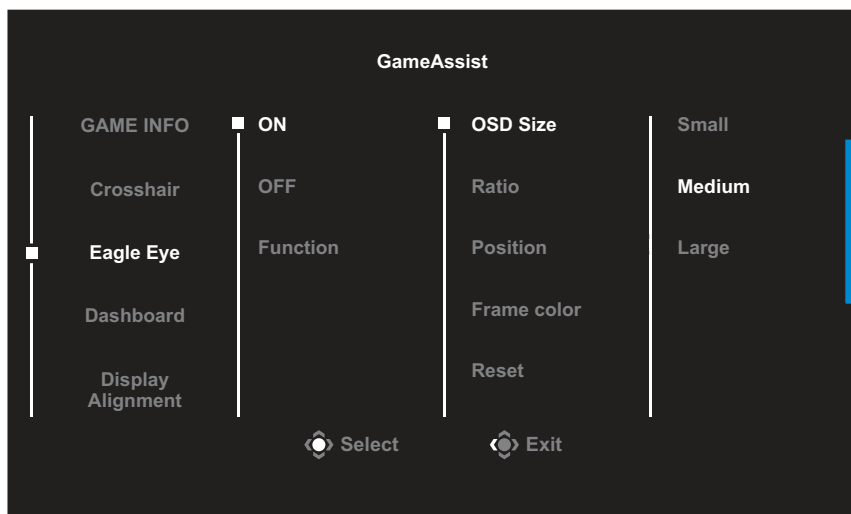 GameAssist
GAME INFO
Crosshair
Eagle Eye
Dashboard
Display
Alignment
ON
OFF
Function
OSD Size
Ratio
Position
Frame color
Reset
Small
Medium
Large
Select
Exit